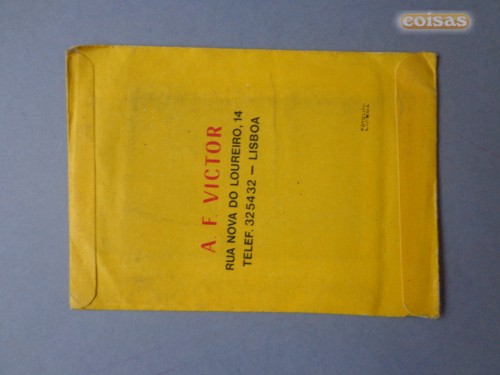 A. F. VICTOR
RUA NOVA DO LOUREIRO, 14
TELEF. 325432 — LISBOA
coisas